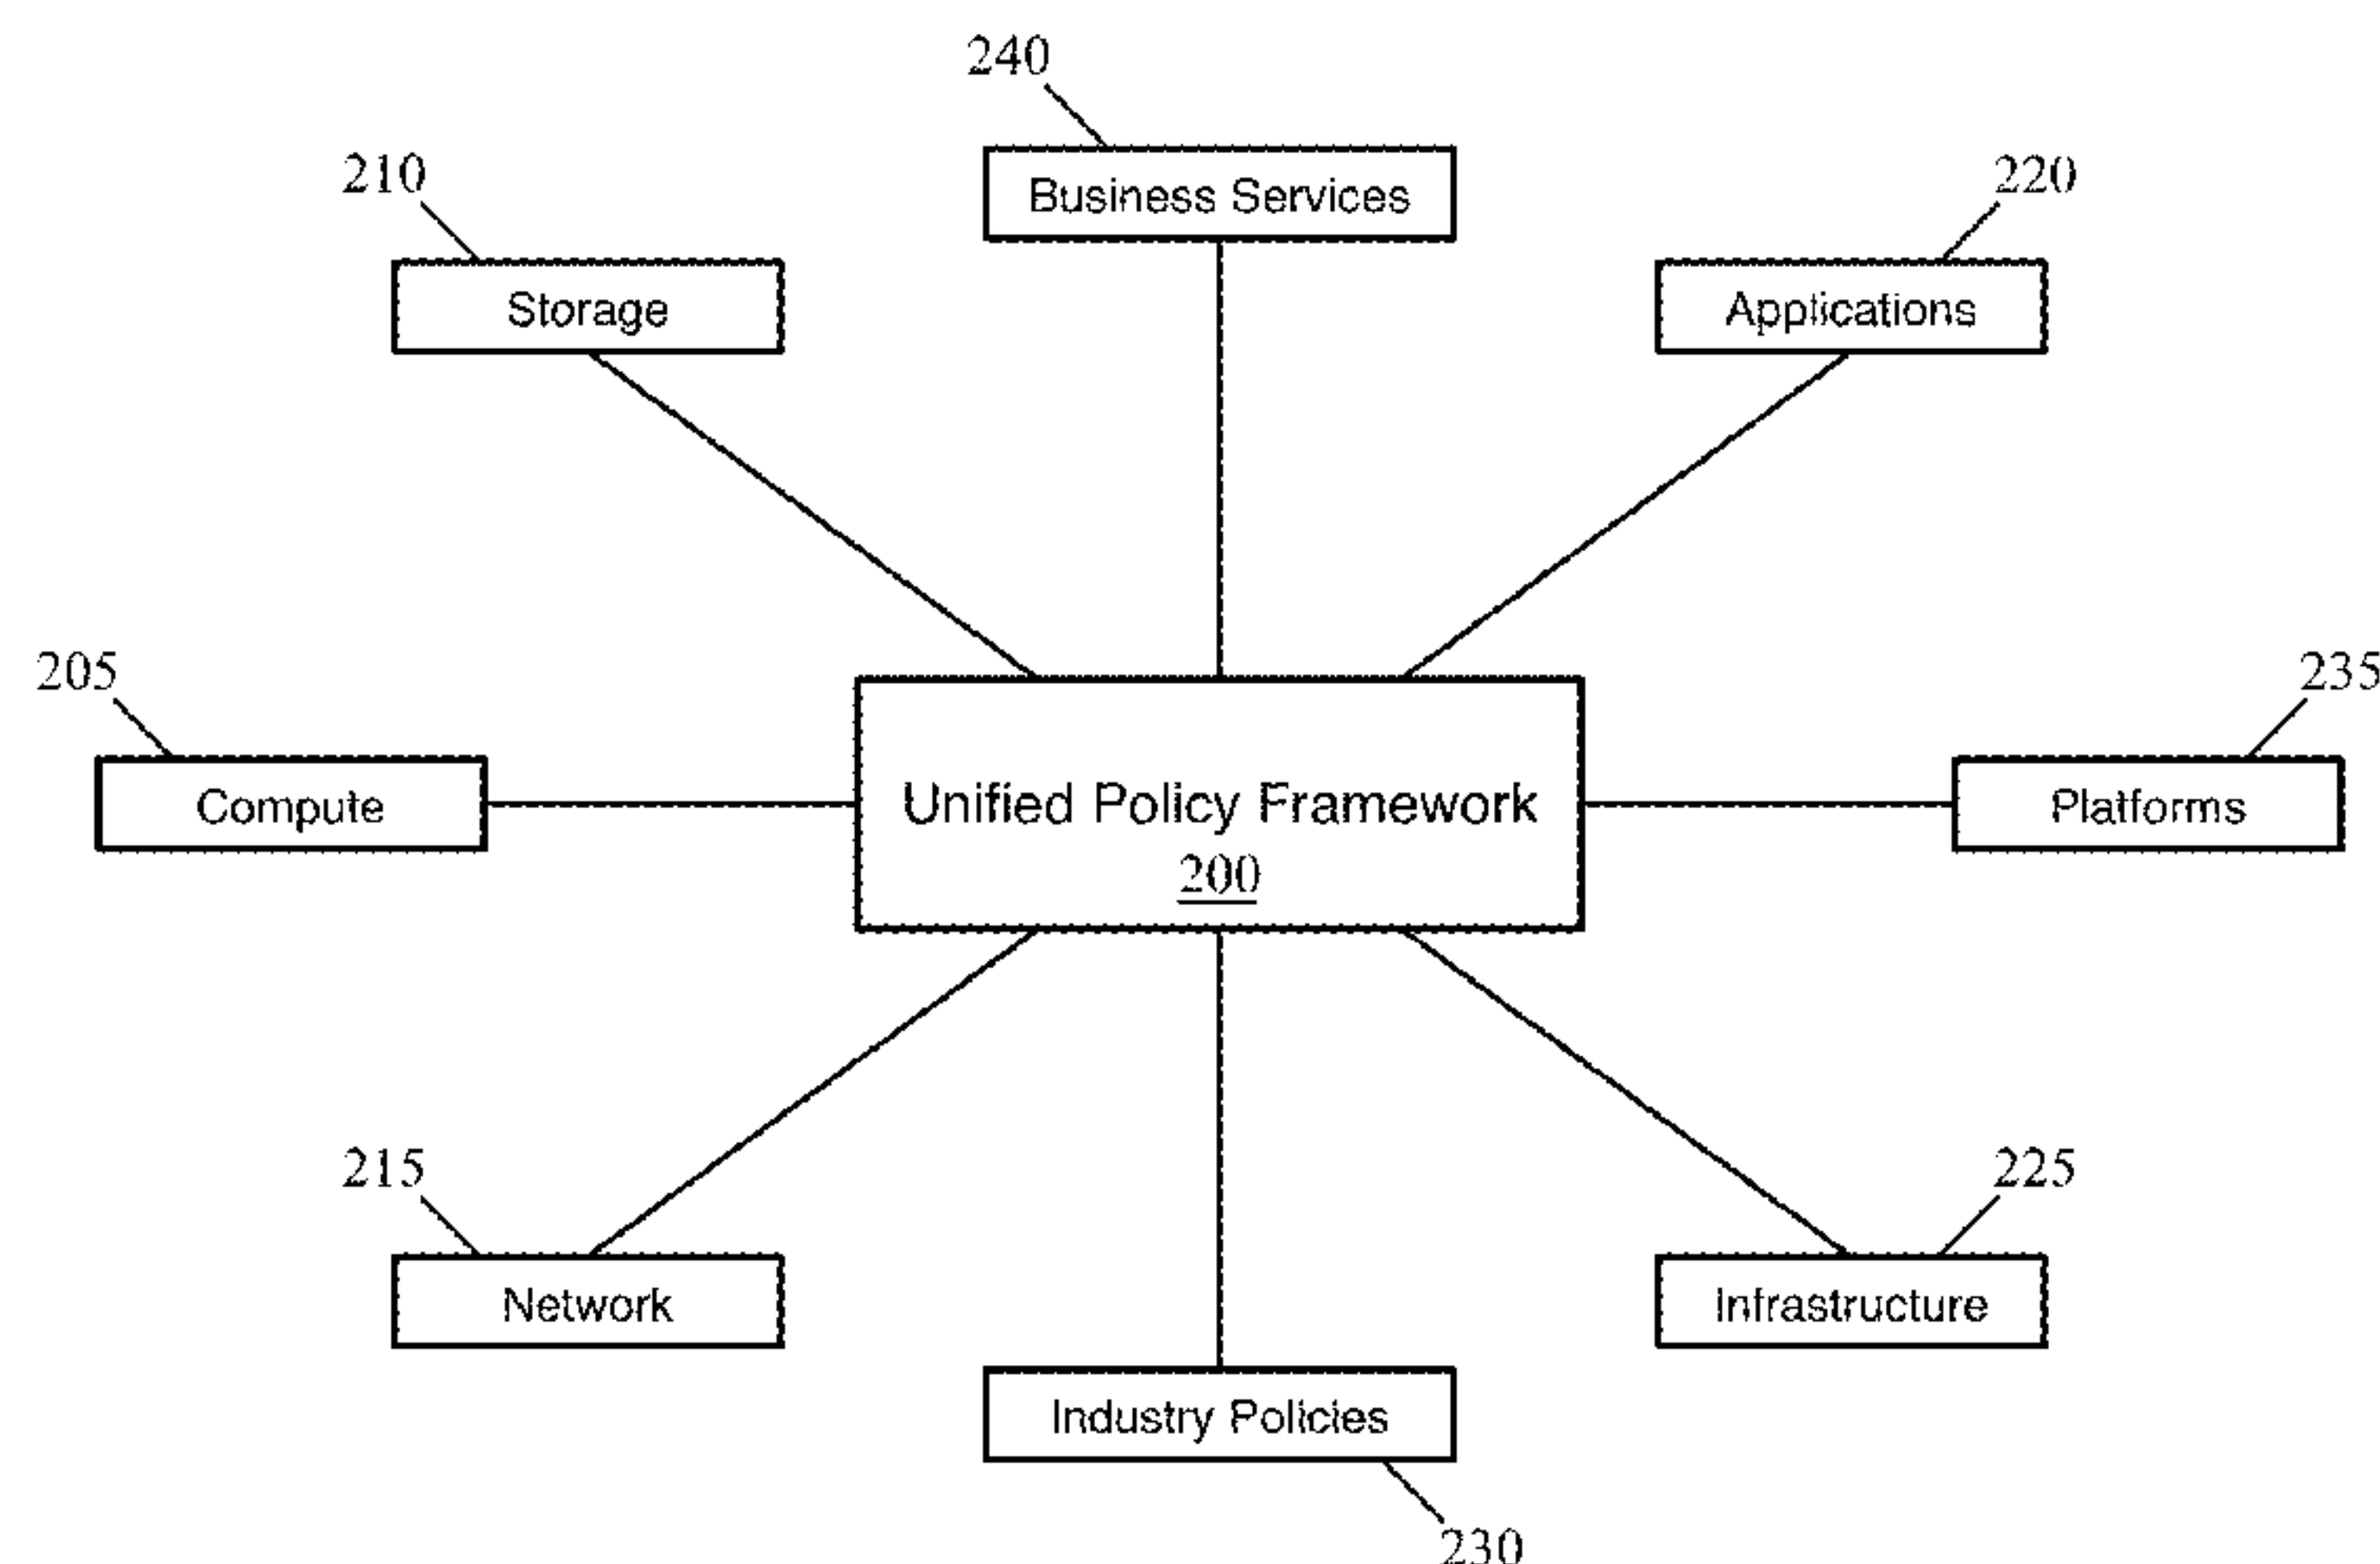 240
Business Services
210
Storage
220
Applications
205
Compute
Unified Policy Framework
200
235
Platforms
215
Network
225
Infrastructure
Industry Policies
230